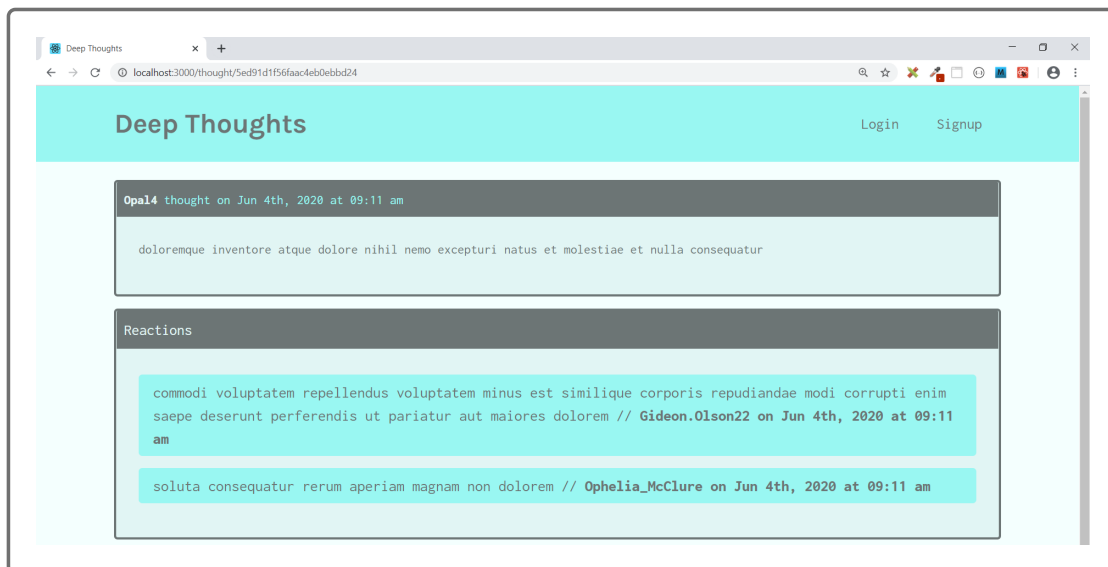 Deep Thoughts
localhost:3000/thought/5ed91d1f56faac4eb0ebbd24
Deep Thoughts
Login Signup
Opal4 thought on Jun 4th, 2020 at 09:11 am
doloremque inventore atque dolore nihil nemo excepturi natus et molestiae et nulla consequatur
Reactions
commodi voluptatem repellendus voluptatem minus est similique corporis repudiandae modi corrupti enim
saepe deserunt perferendis ut pariatur aut maiores dolorem // Gideon.Olson22 on Jun 4th, 2020 at 09:11
am
soluta consequatur rerum aperiam magnam non dolorem // Ophelia_McClure on Jun 4th, 2020 at 09:11 am